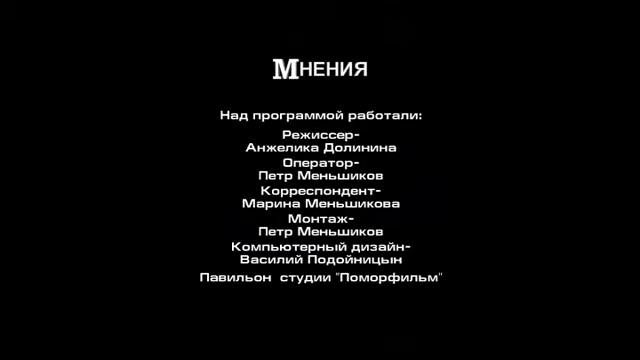 Мнения
Над программой работали:
Режиссер-
Анжелика Долинина
Оператор-
Петр Меньшиков
Корреспондент-
Марина Меньшикова
Монтаж-
Петр Меньшиков
Компьютерный дизайн-
Василий Подойницын
Павильон студии "Поморфильм"